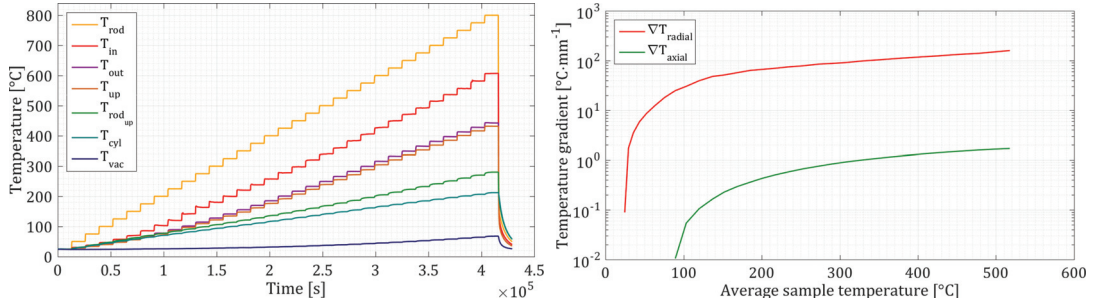 800
700
600
500
400
300
200
100
0
Temperature [°C]
T_rod
T_in
T_out
T_up
T_rod_up
T_cyl
T_vac
0 0.5 1 1.5 2 2.5 3 3.5 4 4.5
×10^5
Time [s]
10^3
10^2
10^1
10^0
10^-1
10^-2
Temperature gradient [°C·mm^-1]
∇T_radial
∇T_axial
0 100 200 300 400 500 600
Average sample temperature [°C]